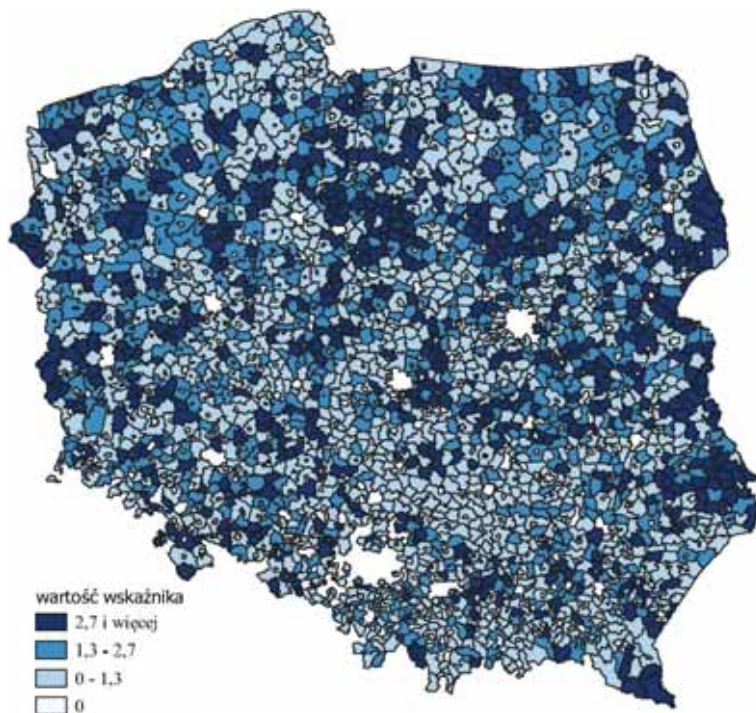 wartość wskaźnika
2,7 i więcej
1,3 - 2,7
0 - 1,3
0